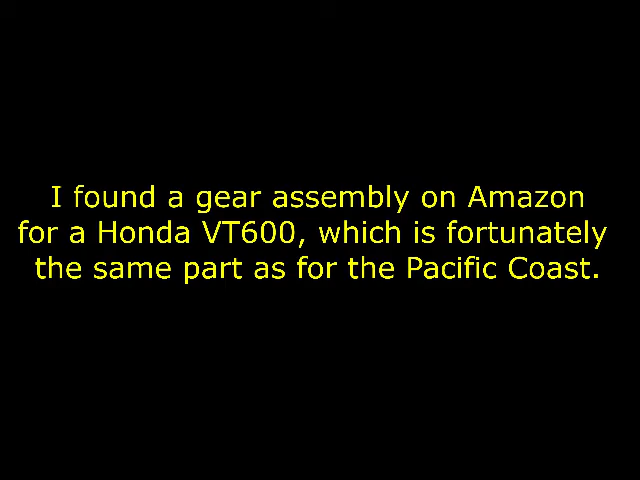 I found a gear assembly on Amazon
for a Honda VT600, which is fortunately
the same part as for the Pacific Coast.